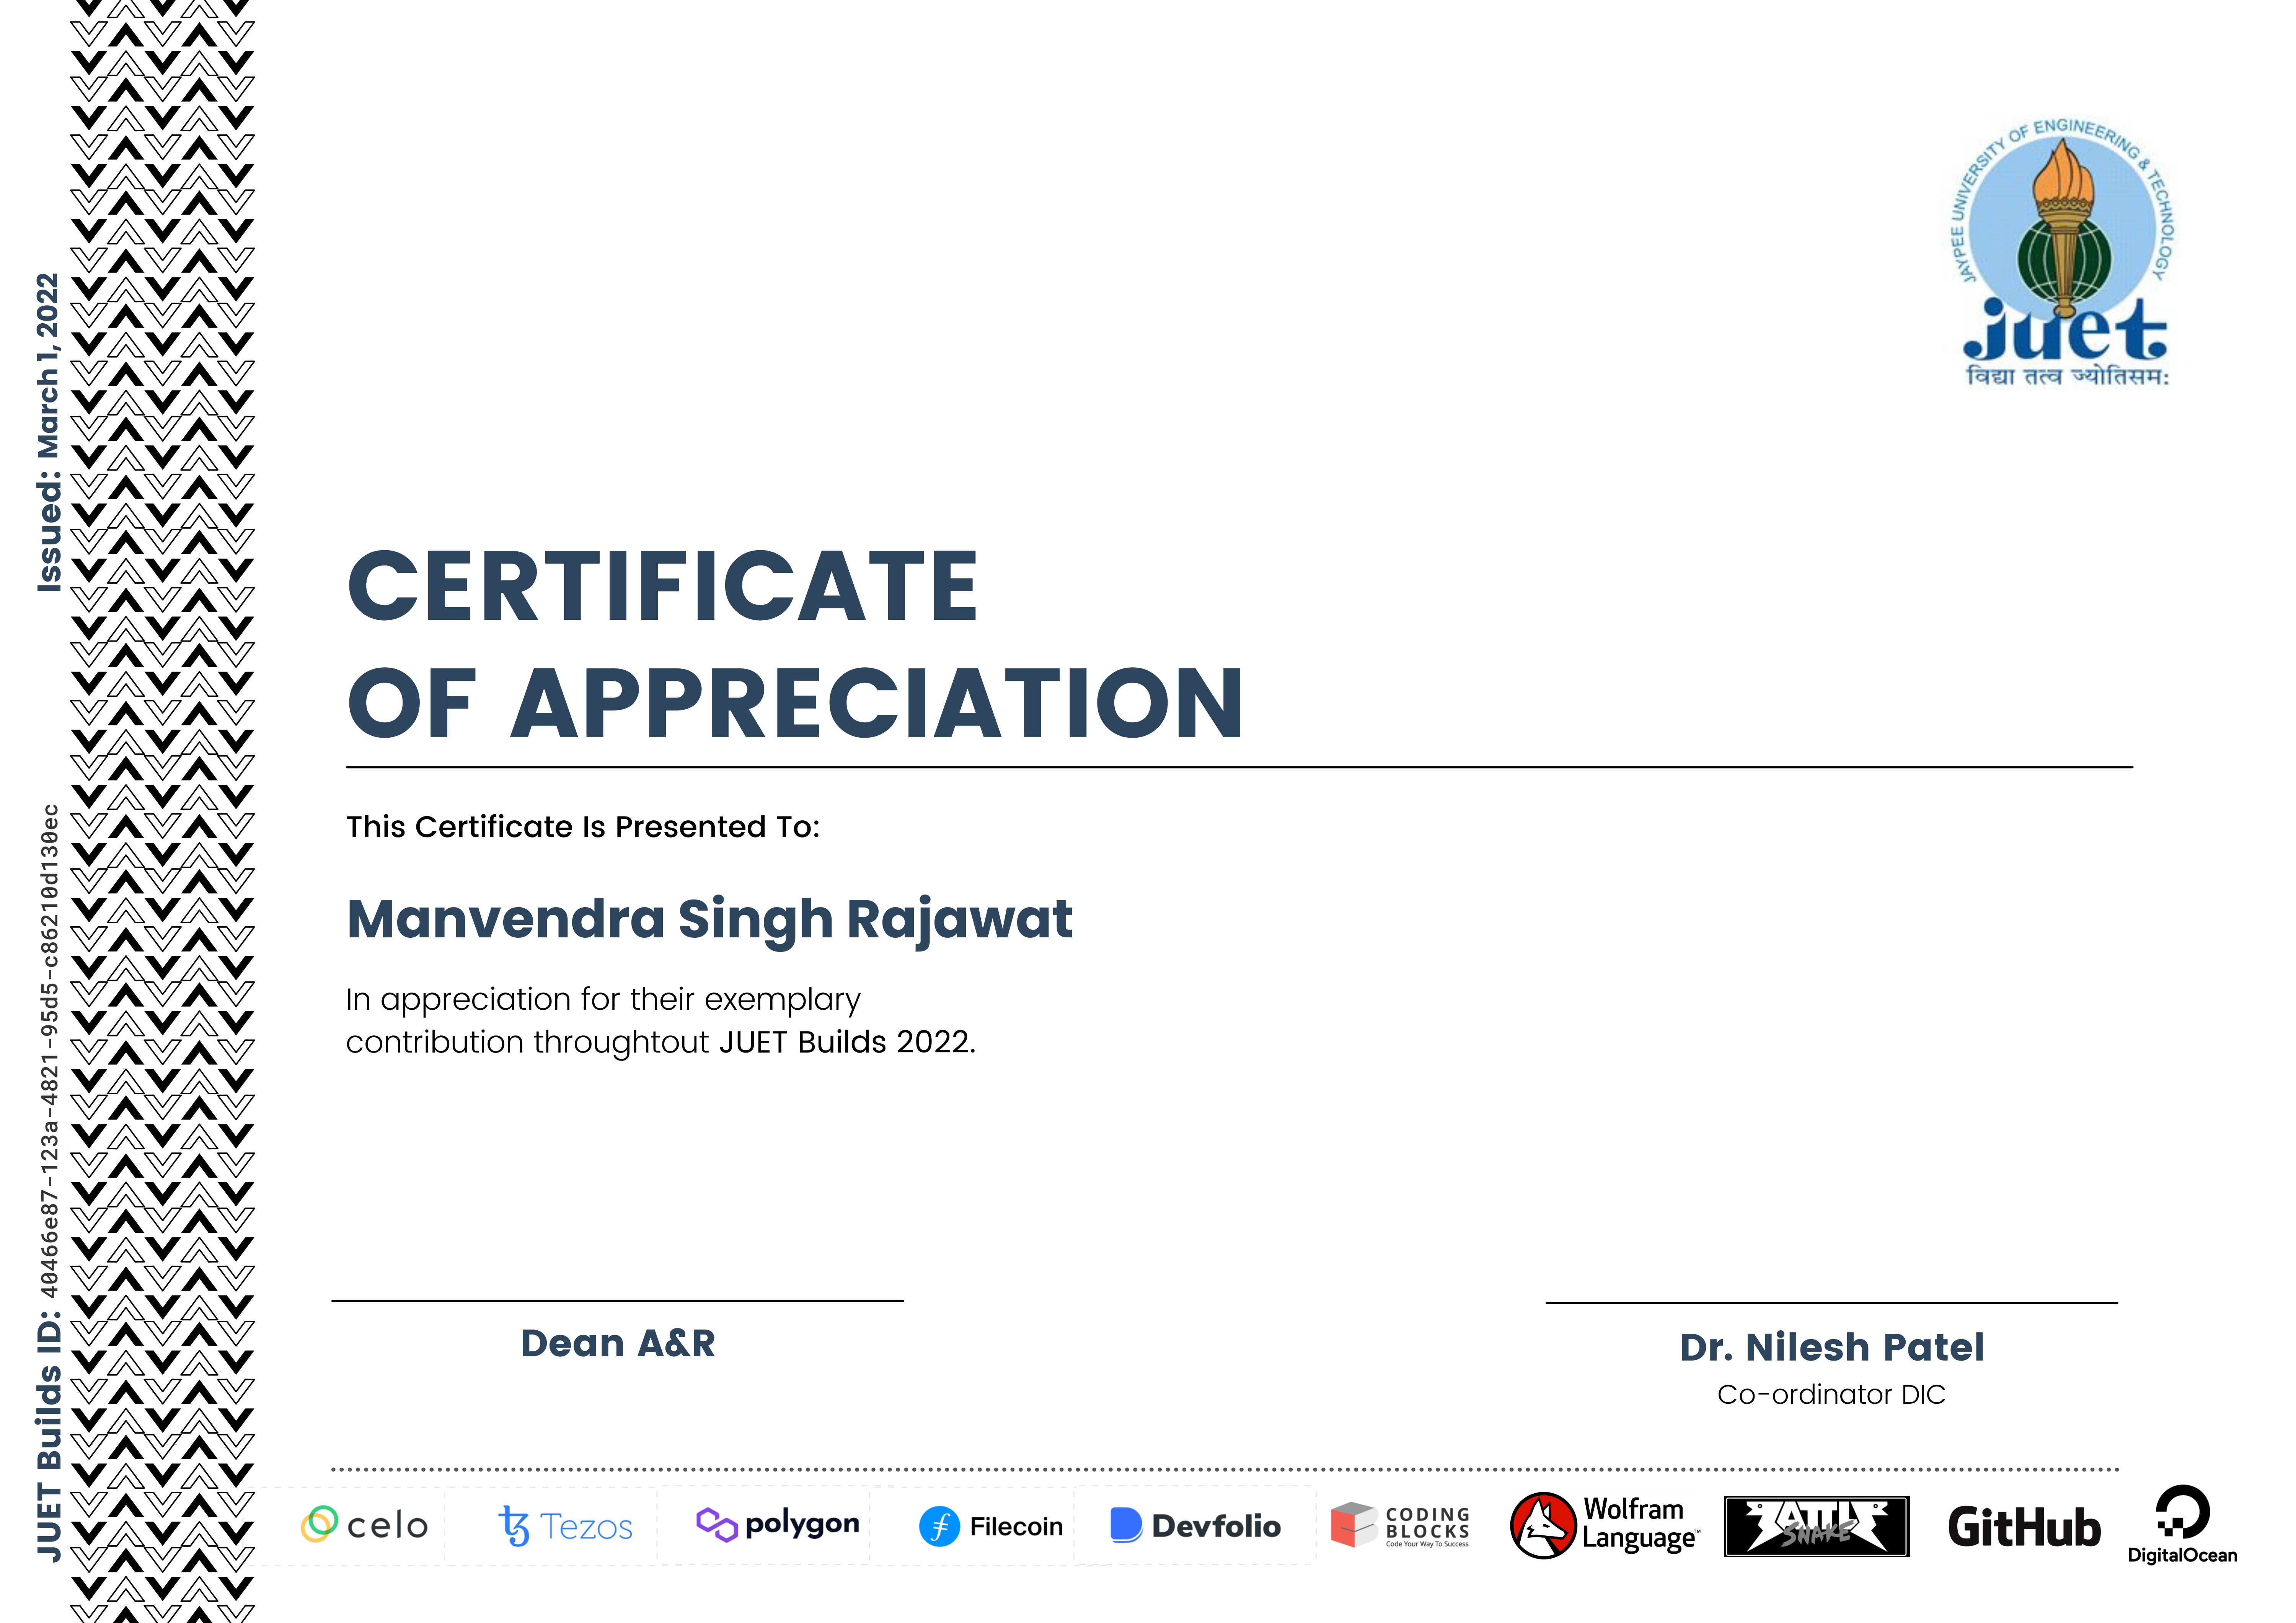 JAYPEE UNIVERSITY OF ENGINEERING & TECHNOLOGY
juet
विद्या तत्व ज्योतिसम:
Issued: March 1, 2022
JUET Builds ID: 40466e87-123a-4821-95d5-c86210d130ec
CERTIFICATE
OF APPRECIATION
This Certificate Is Presented To:
Manvendra Singh Rajawat
In appreciation for their exemplary
contribution throughtout JUET Builds 2022.
Dean A&R
Dr. Nilesh Patel
Co-ordinator DIC
celo
Tezos
polygon
Filecoin
Devfolio
CODING
BLOCKS
Code Your Way To Success
Wolfram
Language™
SNAKE
GitHub
DigitalOcean